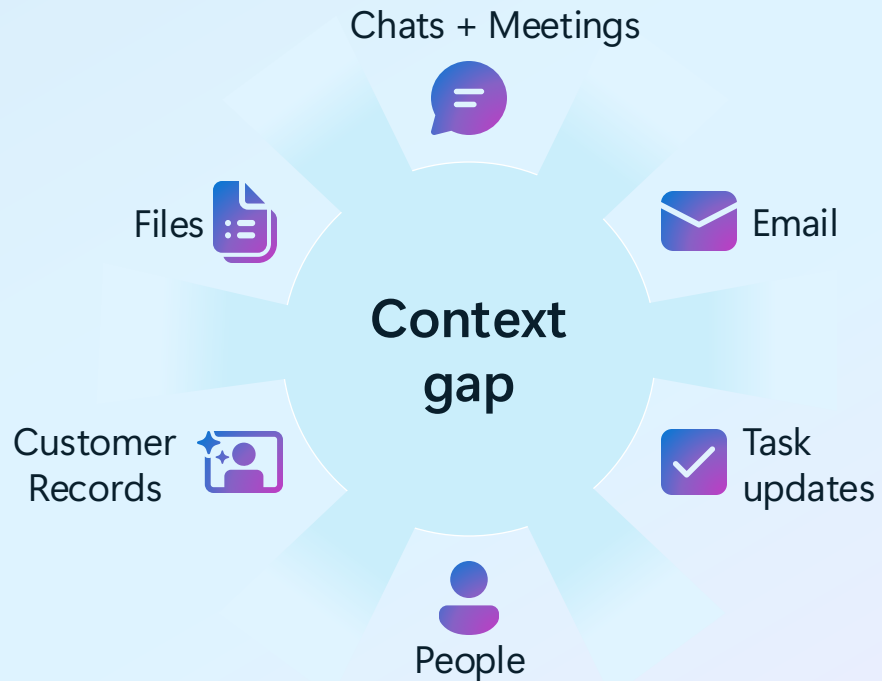 Chats + Meetings
Files
Email
Context
gap
Customer
Records
Task
updates
People